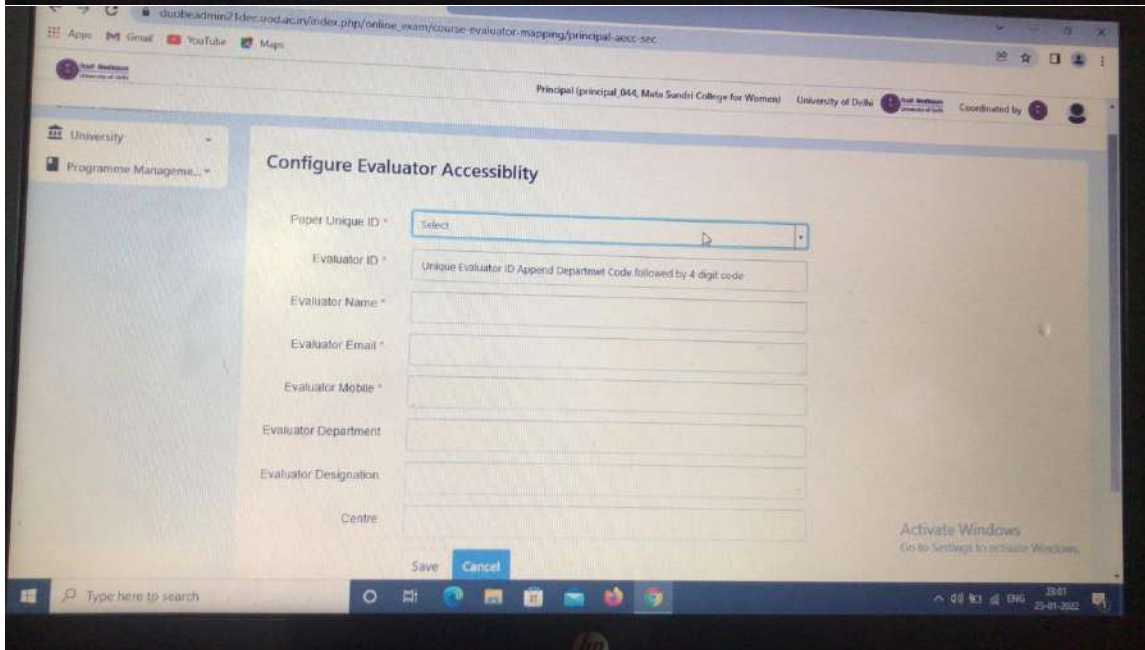 duobeadmin21dec.uod.ac.in/index.php/online_exam/course-evaluator-mapping/principal-aecc-sec
Apps Gmail YouTube Maps
Principal (principal_044, Mata Sundri College for Women) University of Delhi Coordinated by
University
Programme Manageme...
Configure Evaluator Accessiblity
Paper Unique ID * Select
Evaluator ID * Unique Evaluator ID Append Departmet Code followed by 4 digit code
Evaluator Name *
Evaluator Email *
Evaluator Mobile *
Evaluator Department
Evaluator Designation
Centre
Activate Windows
Go to Settings to activate Windows.
Save Cancel
Type here to search
ENG 23:01
25-01-2022
hp